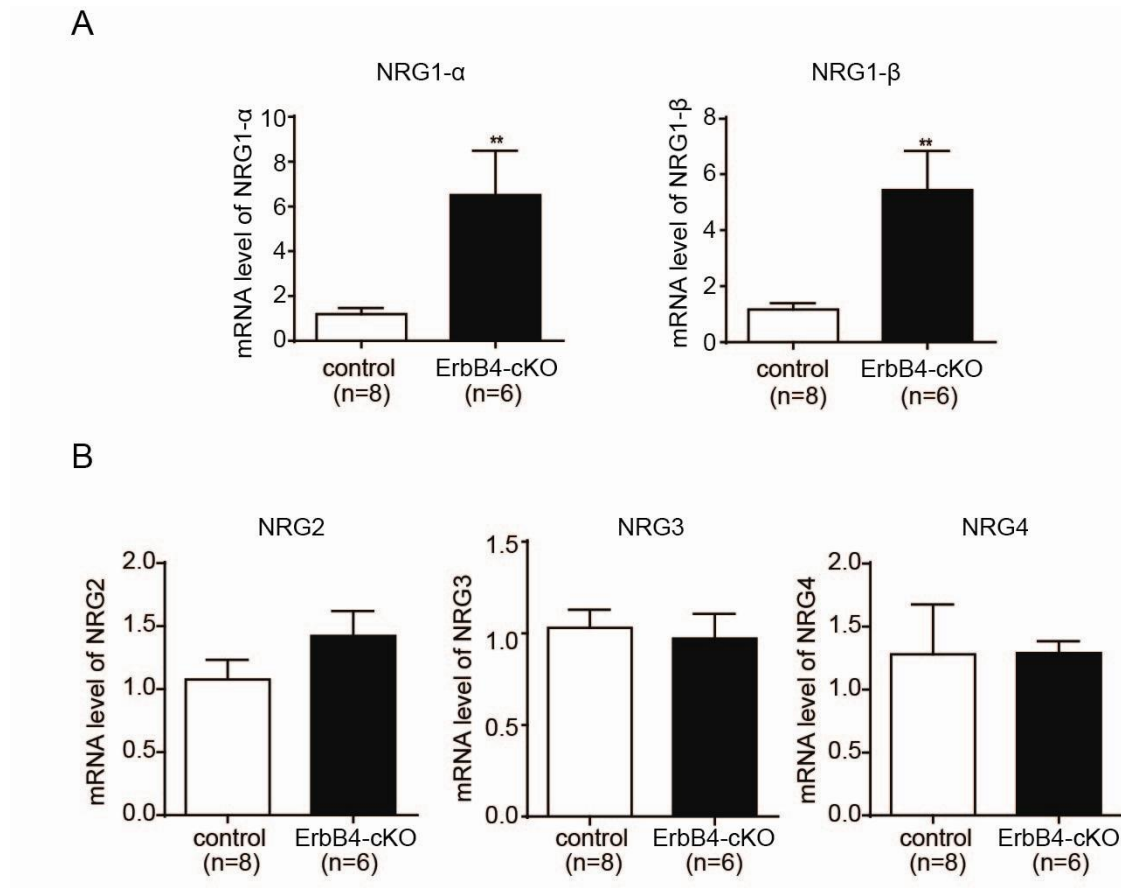 A
NRG1-α
NRG1-β
mRNA level of NRG1-α
10
8
6
4
2
0
**
control
(n=8)
ErbB4-cKO
(n=6)
mRNA level of NRG1-β
8
6
4
2
0
**
control
(n=8)
ErbB4-cKO
(n=6)
B
NRG2
mRNA level of NRG2
2.0
1.5
1.0
0.5
0.0
control
(n=8)
ErbB4-cKO
(n=6)
NRG3
mRNA level of NRG3
1.5
1.0
0.5
0.0
control
(n=8)
ErbB4-cKO
(n=6)
NRG4
mRNA level of NRG4
2.0
1.5
1.0
0.5
0.0
control
(n=8)
ErbB4-cKO
(n=6)